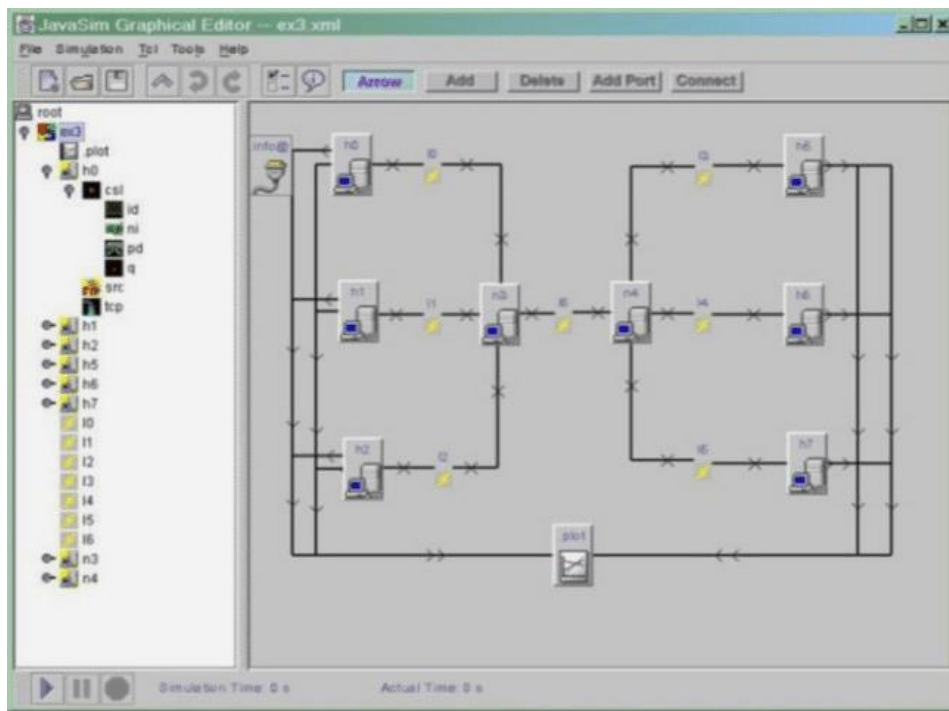 JavaSim Graphical Editor -- ex3.xml
File Simulation Tcl Tools Help
Arrow Add Delete Add Port Connect
root
ex3
.plot
h0
csl
id
ni
pd
q
src
tcp
h1
h2
h5
h6
h7
l0
l1
l2
l3
l4
l5
l6
n3
n4
info@
h0 l0 l3 h5
h1 l1 n3 l6 n4 l4 h6
h2 l2 l5 h7
.plot
Simulation Time: 0 s Actual Time: 0 s